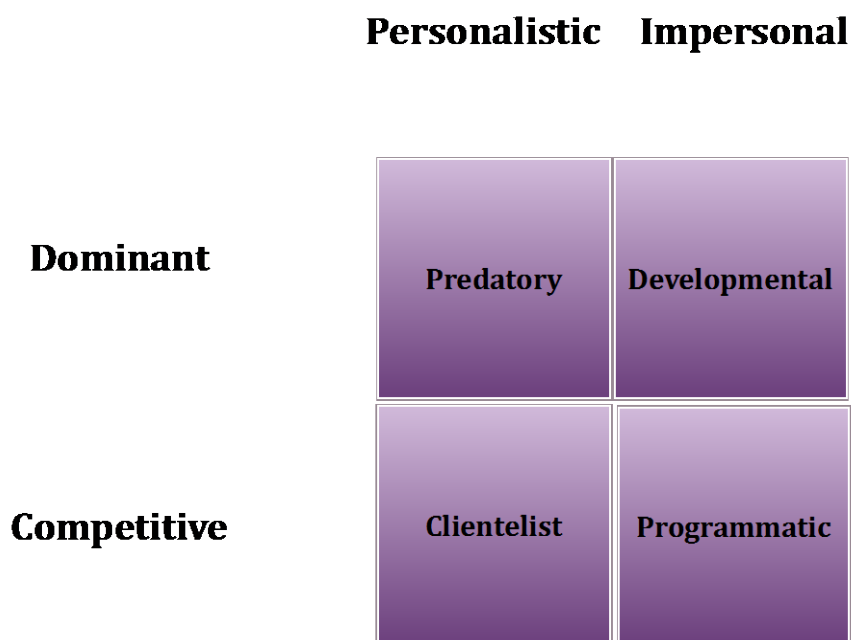 Personalistic Impersonal
Dominant
Predatory Developmental
Competitive
Clientelist Programmatic